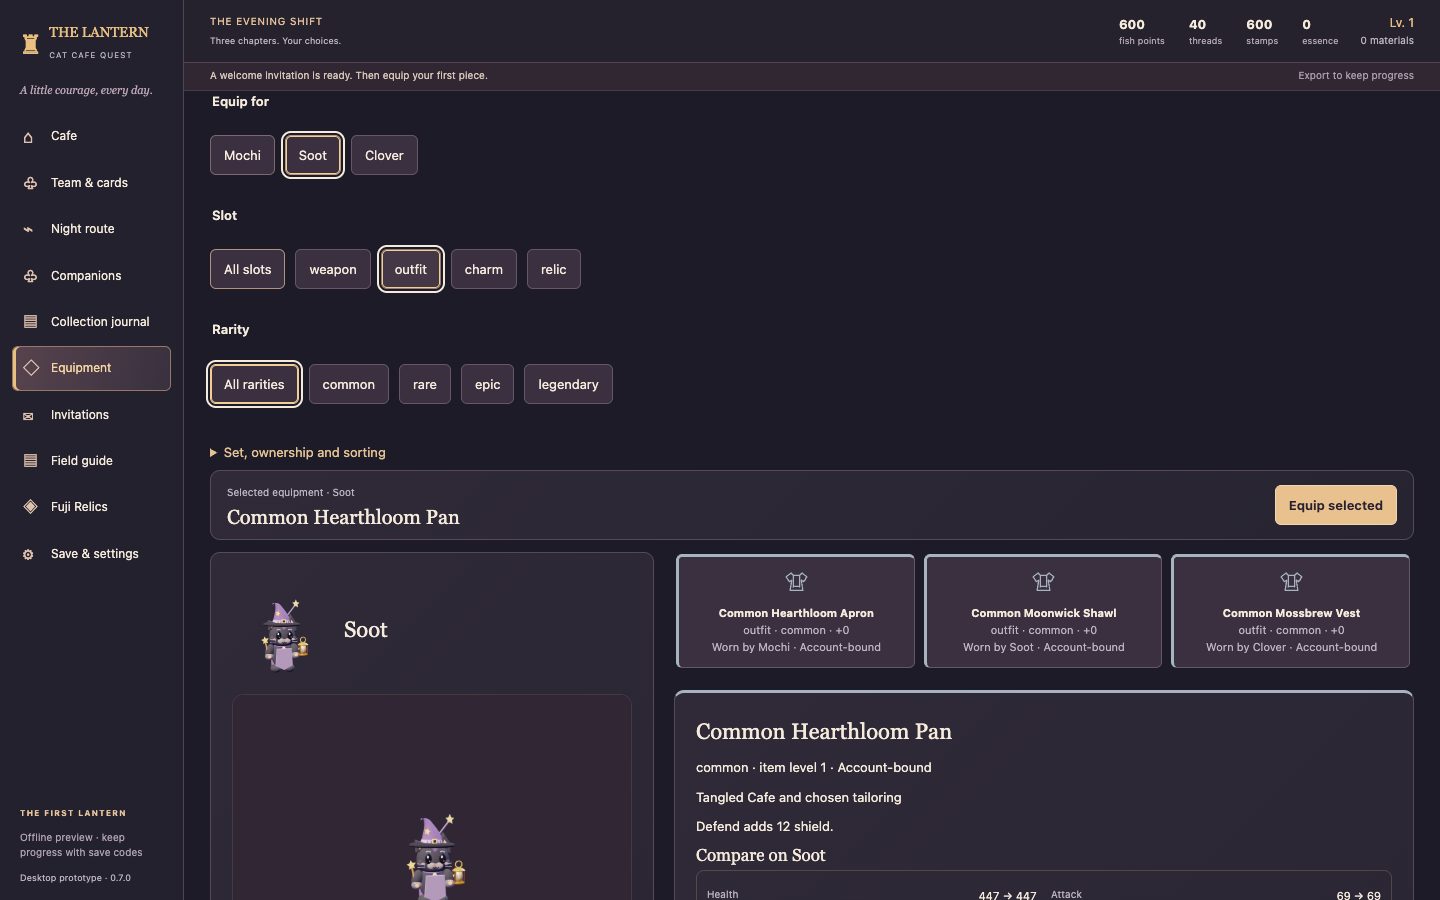 THE LANTERN
CAT CAFE QUEST
A little courage, every day.
Cafe
Team & cards
Night route
Companions
Collection journal
Equipment
Invitations
Field guide
Fuji Relics
Save & settings
THE FIRST LANTERN
Offline preview · keep
progress with save codes
Desktop prototype · 0.7.0
THE EVENING SHIFT
Three chapters. Your choices.
600 fish points
40 threads
600 stamps
0 essence
Lv. 1
0 materials
A welcome invitation is ready. Then equip your first piece.
Export to keep progress
Equip for
Mochi Soot Clover
Slot
All slots weapon outfit charm relic
Rarity
All rarities common rare epic legendary
▶ Set, ownership and sorting
Selected equipment · Soot
Common Hearthloom Pan
Equip selected
Soot
Common Hearthloom Apron
outfit · common · +0
Worn by Mochi · Account-bound
Common Moonwick Shawl
outfit · common · +0
Worn by Soot · Account-bound
Common Mossbrew Vest
outfit · common · +0
Worn by Clover · Account-bound
Common Hearthloom Pan
common · item level 1 · Account-bound
Tangled Cafe and chosen tailoring
Defend adds 12 shield.
Compare on Soot
Health 447 → 447 Attack 69 → 69